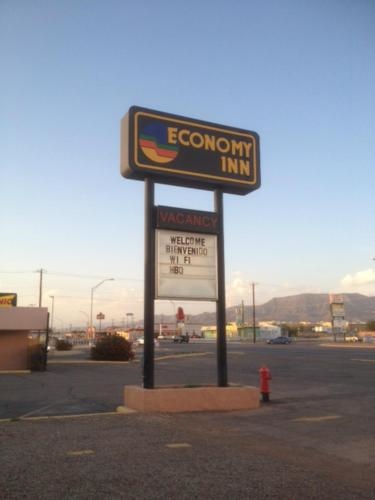 ECONOMY
INN
VACANCY
WELCOME
BIENVENIDO
WI FI
HBO